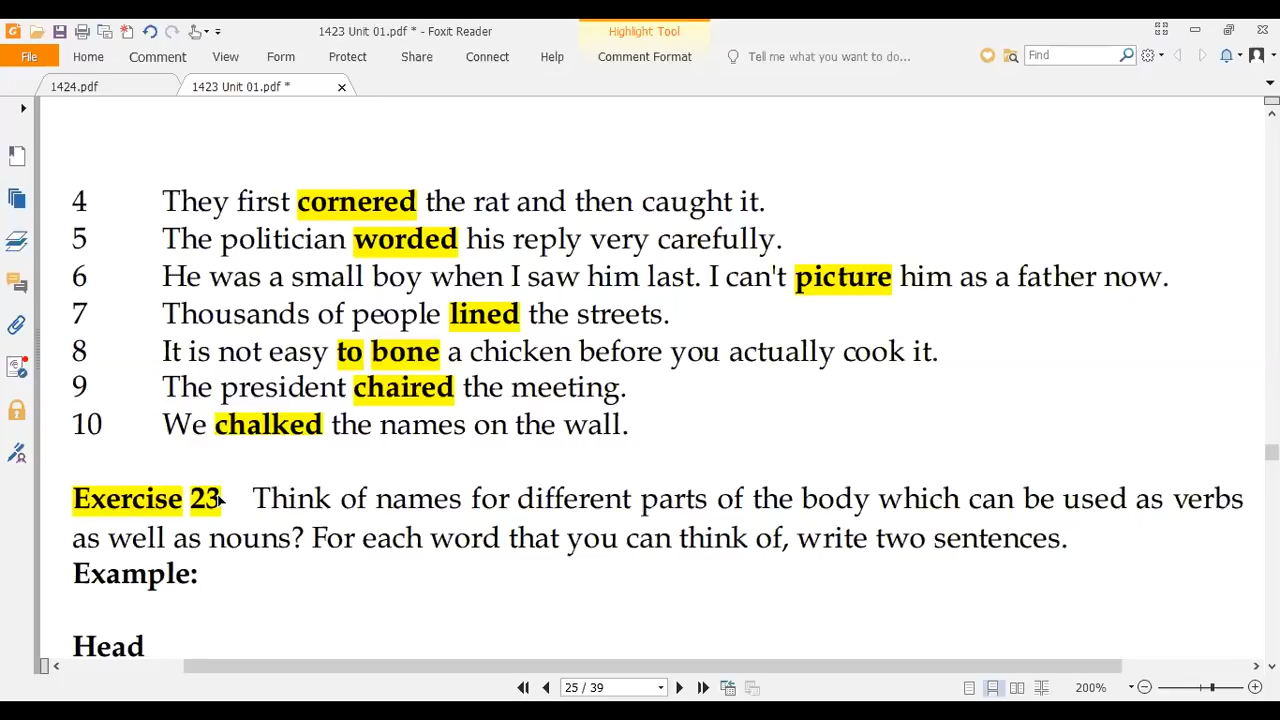 1423 Unit 01.pdf * - Foxit Reader
Highlight Tool
File Home Comment View Form Protect Share Connect Help Comment Format Tell me what you want to do... Find
1424.pdf
1423 Unit 01.pdf *
4 They first cornered the rat and then caught it.
5 The politician worded his reply very carefully.
6 He was a small boy when I saw him last. I can't picture him as a father now.
7 Thousands of people lined the streets.
8 It is not easy to bone a chicken before you actually cook it.
9 The president chaired the meeting.
10 We chalked the names on the wall.
Exercise 23 Think of names for different parts of the body which can be used as verbs
as well as nouns? For each word that you can think of, write two sentences.
Example:
Head
25 / 39
200%